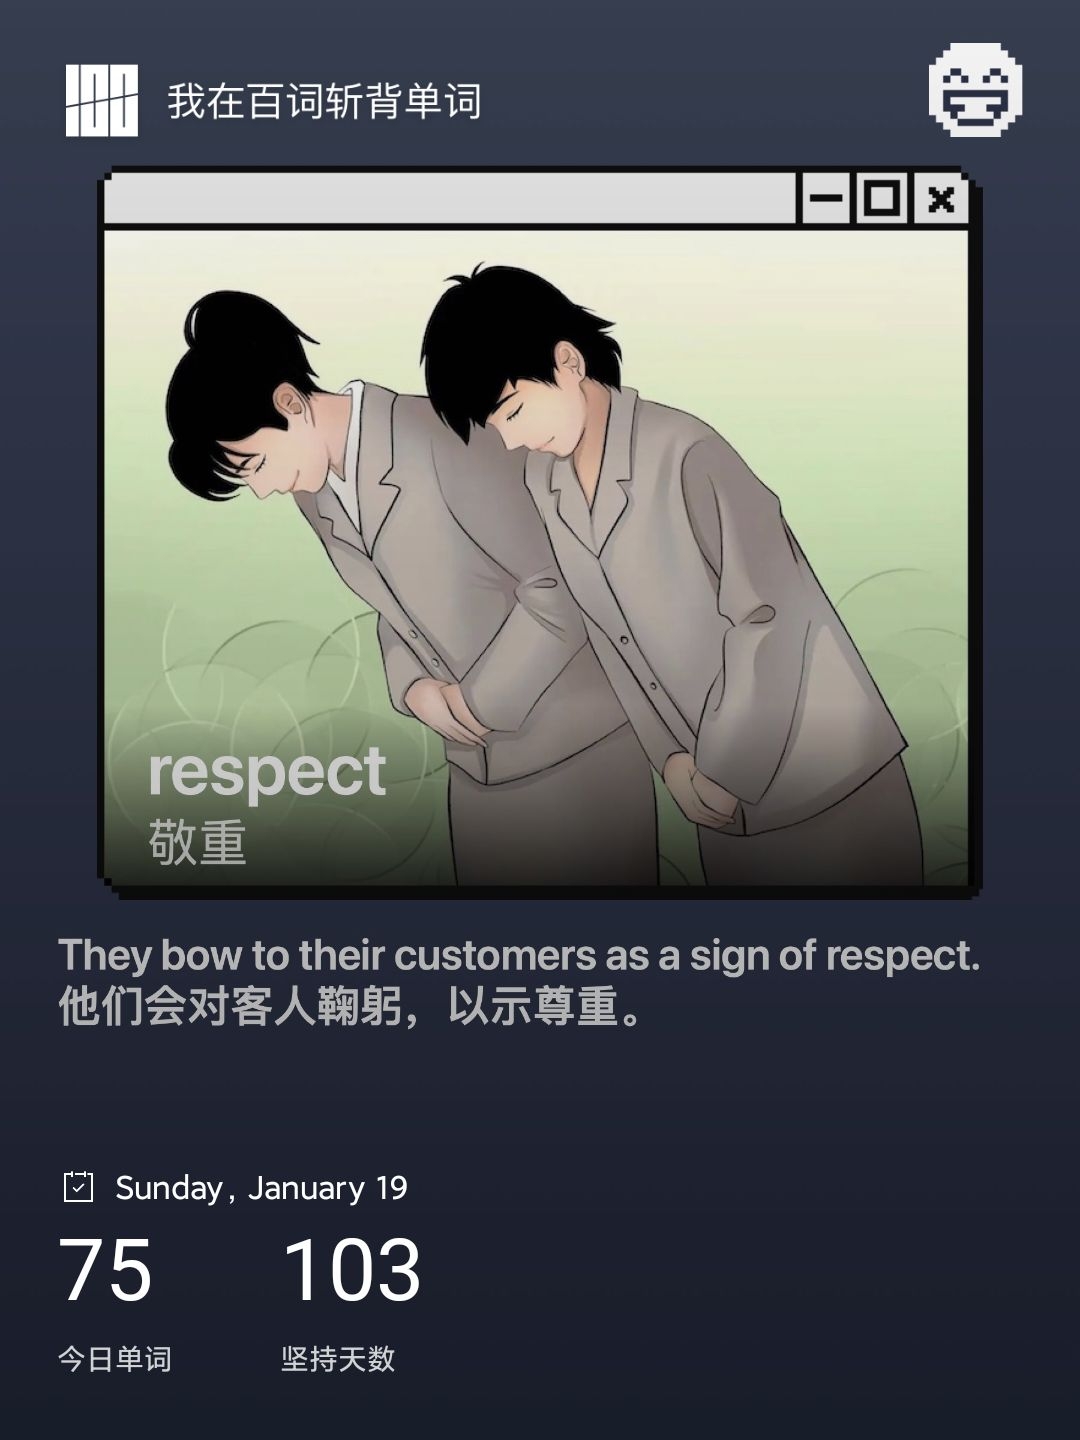 100
我在百词斩背单词
respect
敬重
They bow to their customers as a sign of respect.
他们会对客人鞠躬，以示尊重。
Sunday, January 19
75 103
今日单词 坚持天数